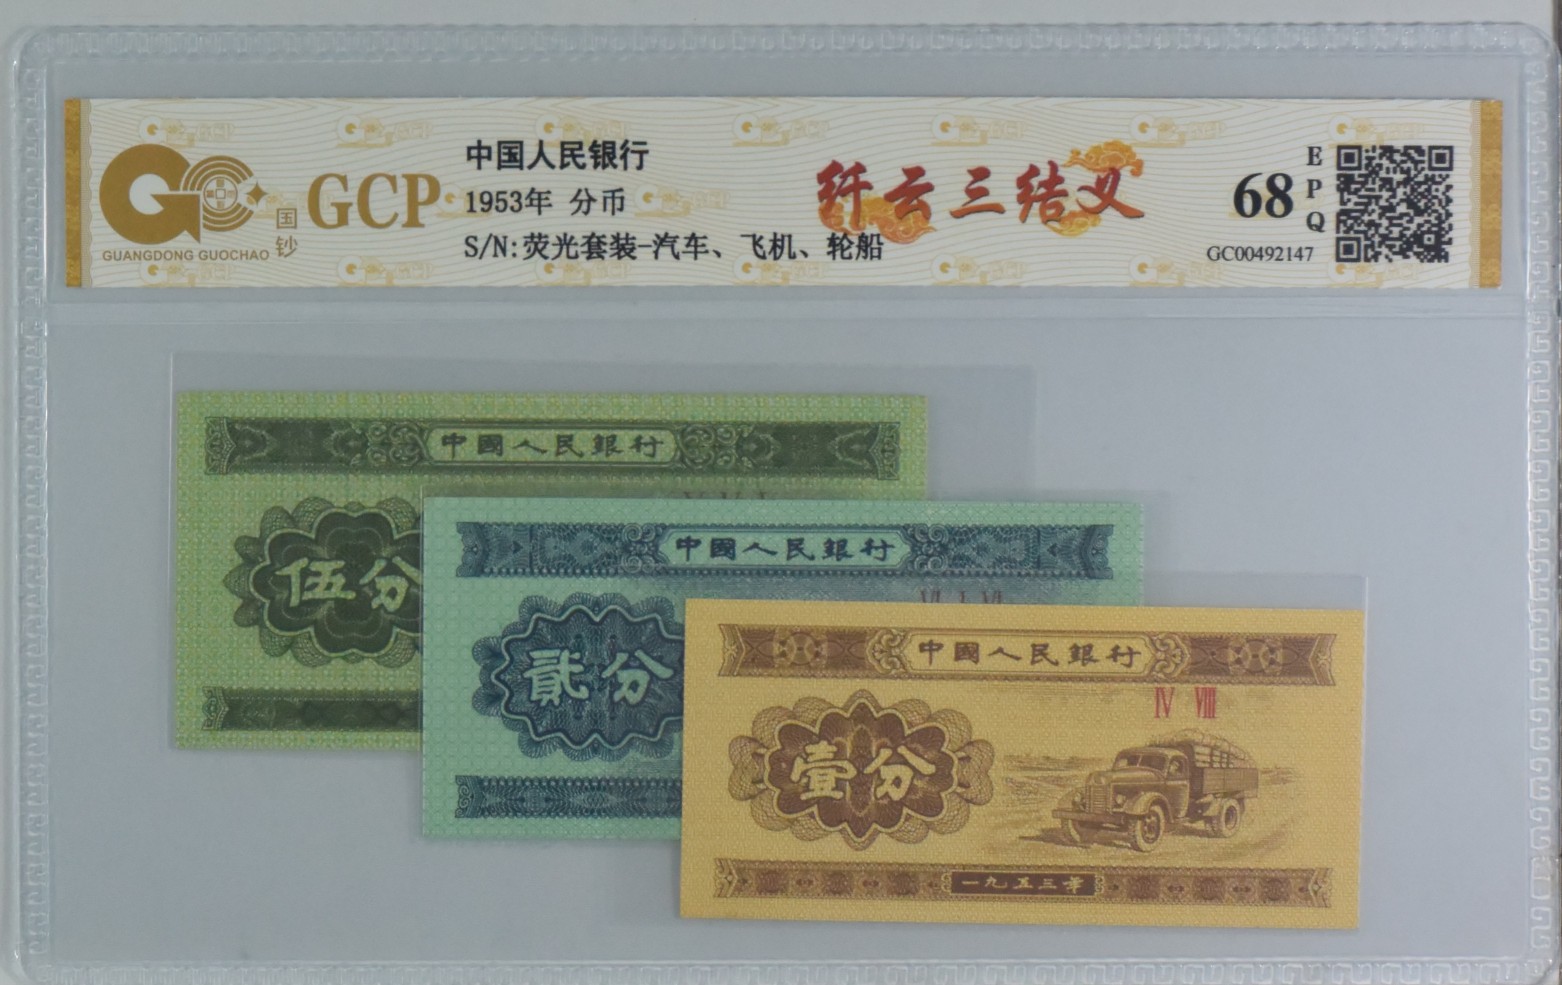 GUANGDONG GUOCHAO
国钞
GCP
中国人民银行
1953年 分币
S/N:荧光套装-汽车、飞机、轮船
纤云三结义
68
EPQ
GC00492147
中國人民銀行
伍分
中國人民銀行
VI I VI
貳分
中國人民銀行
IV VIII
壹分
一九五三年